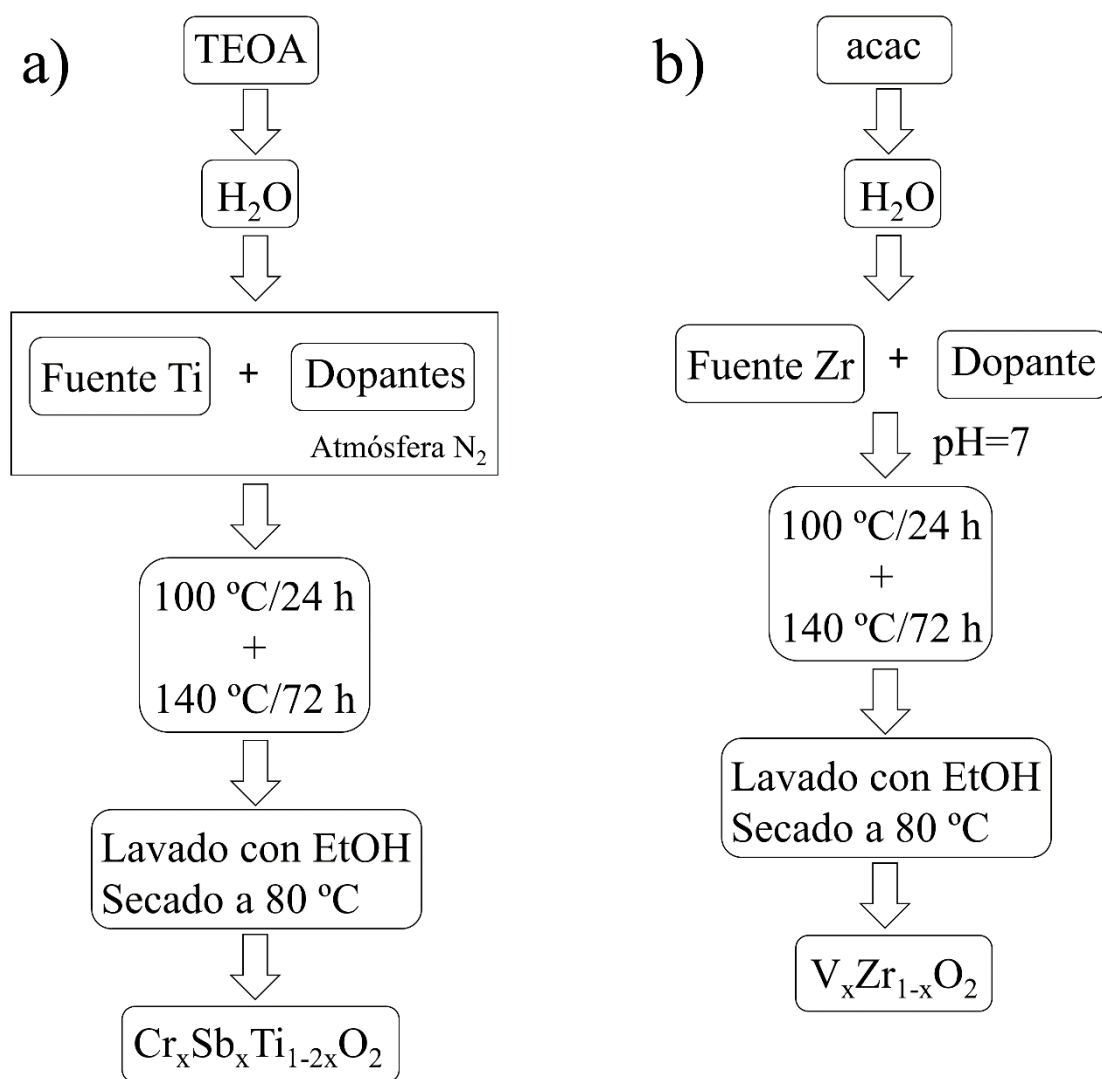 a)
TEOA
H₂O
Fuente Ti + Dopantes
Atmósfera N₂
100 ºC/24 h
+
140 ºC/72 h
Lavado con EtOH
Secado a 80 ºC
CrₓSbₓTi₁₋₂ₓO₂
b)
acac
H₂O
Fuente Zr + Dopante
pH=7
100 ºC/24 h
+
140 ºC/72 h
Lavado con EtOH
Secado a 80 ºC
VₓZr₁₋ₓO₂